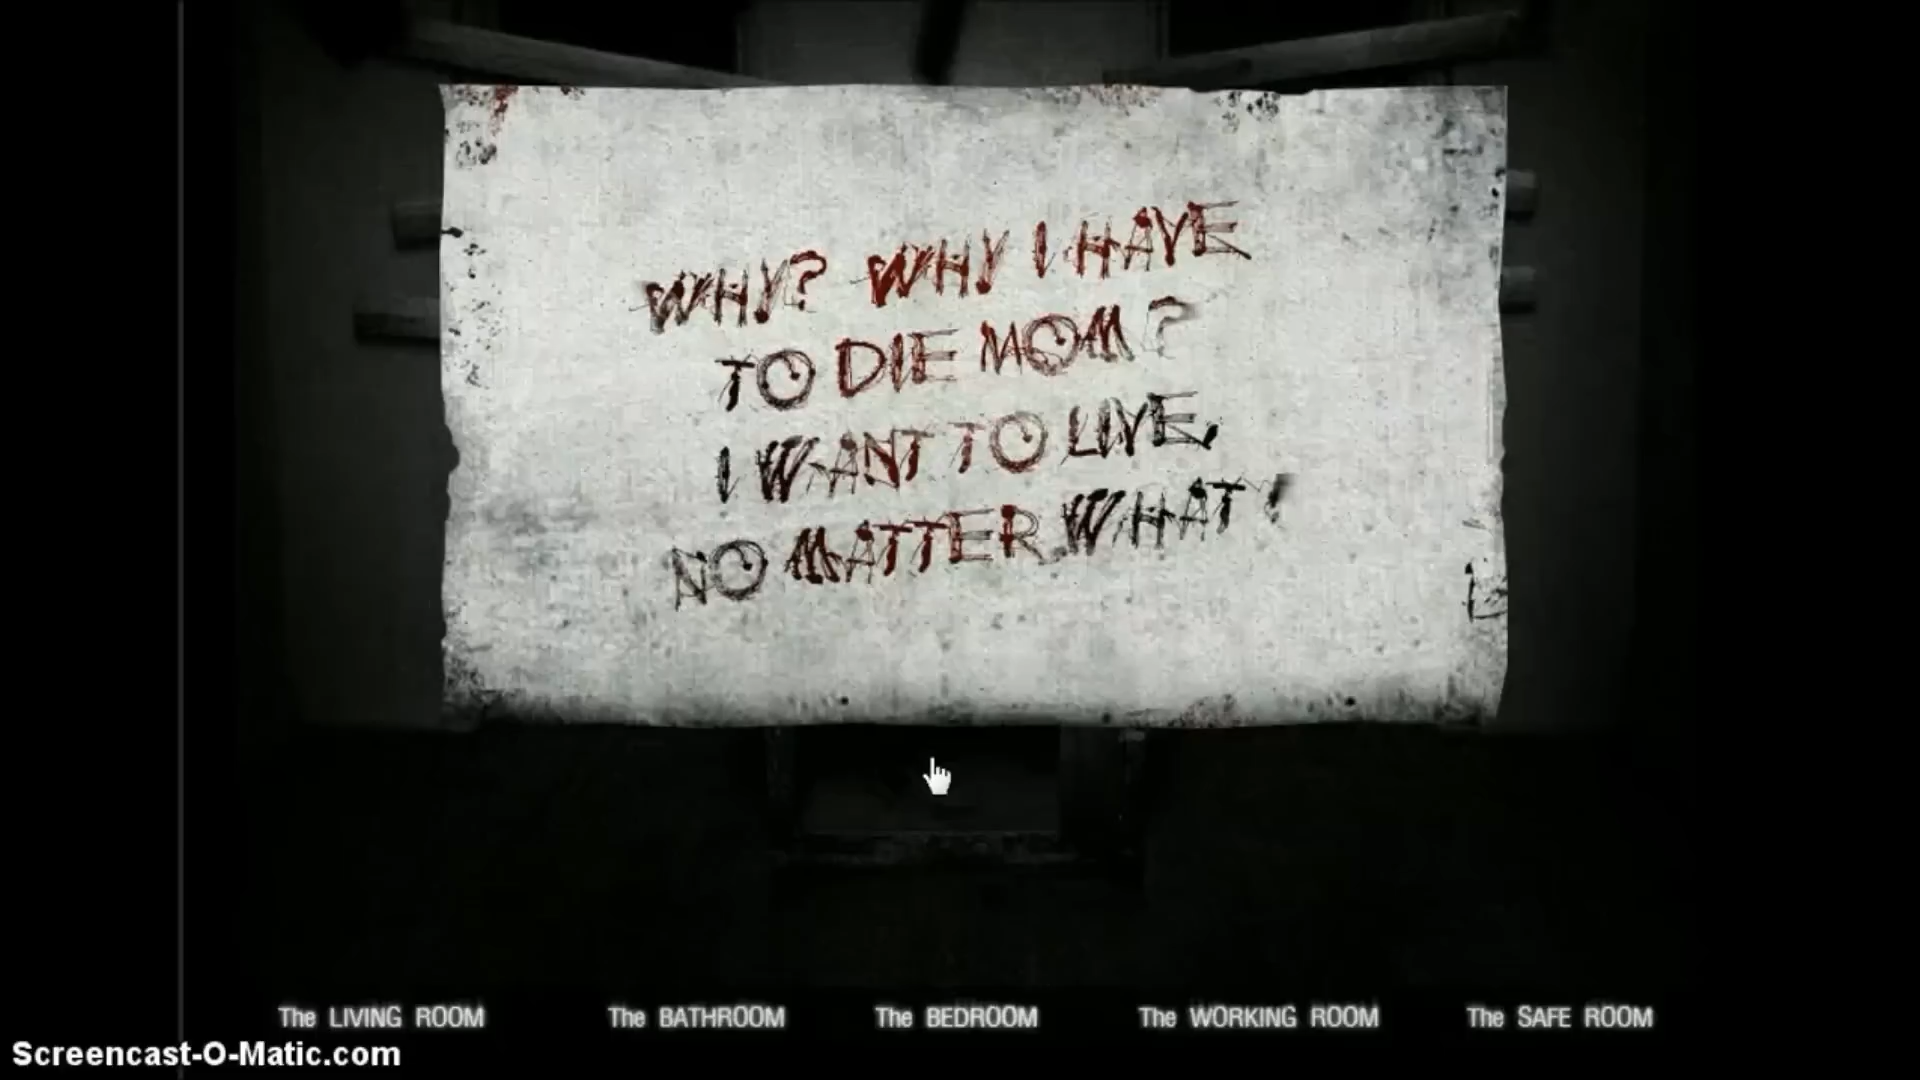 WHY? WHY I HAVE
TO DIE MOM?
I WANT TO LIVE,
NO MATTER WHAT!
The LIVING ROOM The BATHROOM The BEDROOM The WORKING ROOM The SAFE ROOM
Screencast-O-Matic.com